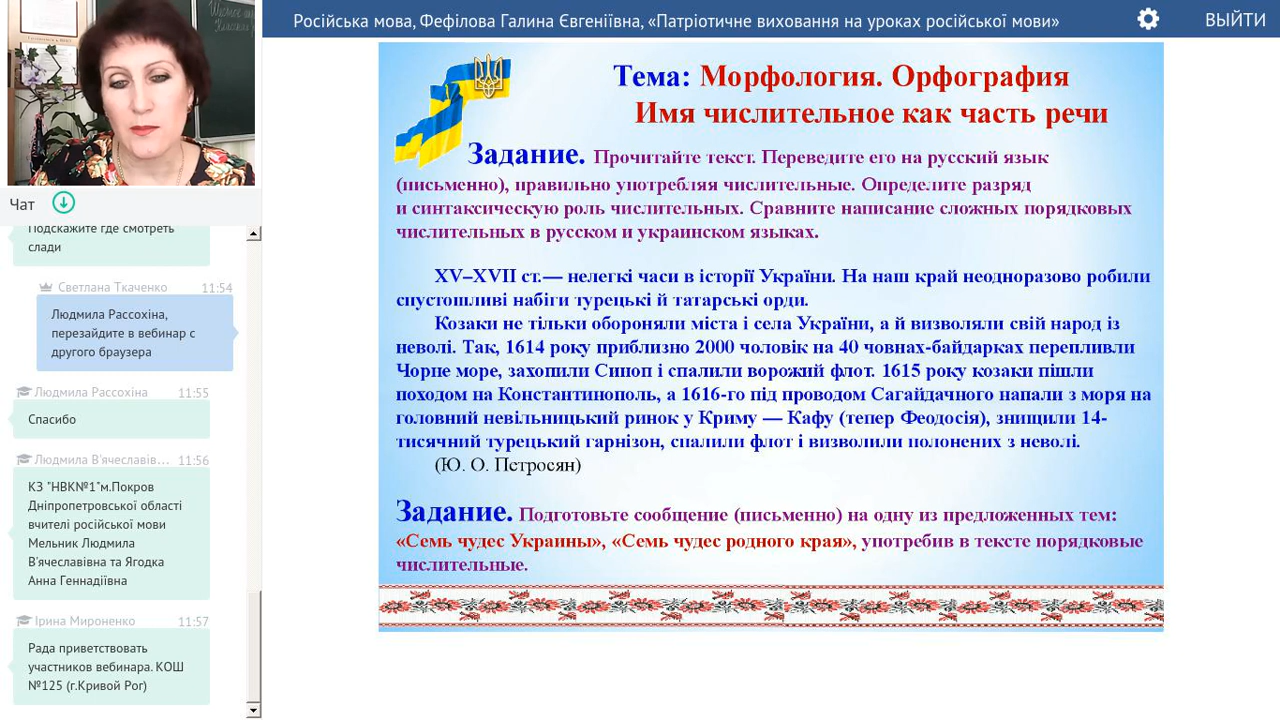 Російська мова, Фефілова Галина Євгеніївна, «Патріотичне виховання на уроках російської мови»
ВЫЙТИ
Чат
Подскажите где смотреть
слади
Светлана Ткаченко 11:54
Людмила Рассохіна,
перезайдите в вебинар с
другого браузера
Людмила Рассохіна 11:55
Спасибо
Людмила В'ячеславів... 11:56
КЗ "НВК№1"м.Покров
Дніпропетровської області
вчителі російської мови
Мельник Людмила
В'ячеславівна та Ягодка
Анна Геннадіївна
Ірина Мироненко 11:57
Рада приветствовать
участников вебинара. КОШ
№125 (г.Кривой Рог)
Тема: Морфология. Орфография
Имя числительное как часть речи
Задание. Прочитайте текст. Переведите его на русский язык
(письменно), правильно употребляя числительные. Определите разряд
и синтаксическую роль числительных. Сравните написание сложных порядковых
числительных в русском и украинском языках.
XV–XVII ст.— нелегкі часи в історії України. На наш край неодноразово робили
спустошливі набіги турецькі й татарські орди.
Козаки не тільки обороняли міста і села України, а й визволяли свій народ із
неволі. Так, 1614 року приблизно 2000 чоловік на 40 човнах-байдарках перепливли
Чорне море, захопили Синоп і спалили ворожий флот. 1615 року козаки пішли
походом на Константинополь, а 1616-го під проводом Сагайдачного напали з моря на
головний невільницький ринок у Криму — Кафу (тепер Феодосія), знищили 14-
тисячний турецький гарнізон, спалили флот і визволили полонених з неволі.
(Ю. О. Петросян)
Задание. Подготовьте сообщение (письменно) на одну из предложенных тем:
«Семь чудес Украины», «Семь чудес родного края», употребив в тексте порядковые
числительные.